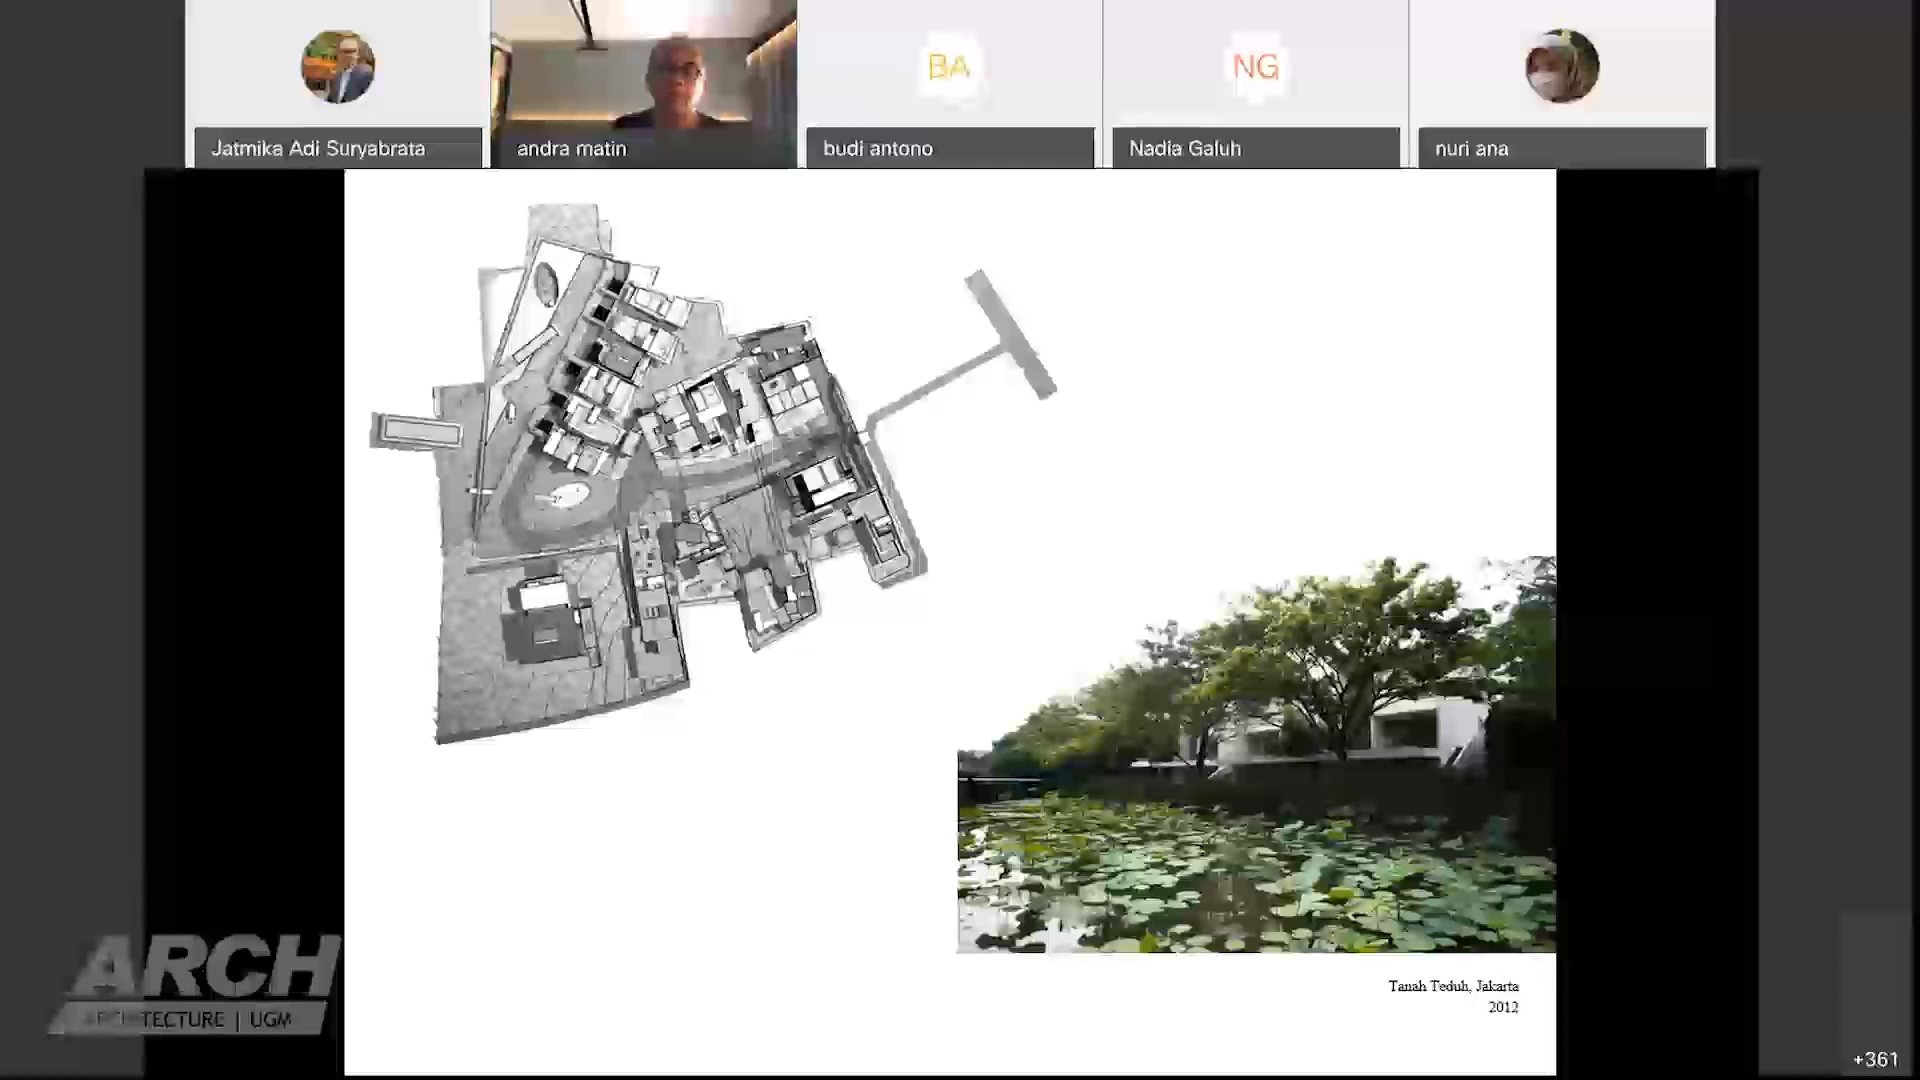 BA
NG
Jatmika Adi Suryabrata
andra matin
budi antono
Nadia Galuh
nuri ana
Tanah Teduh, Jakarta
2012
ARCH
ARCHITECTURE | UGM
+361